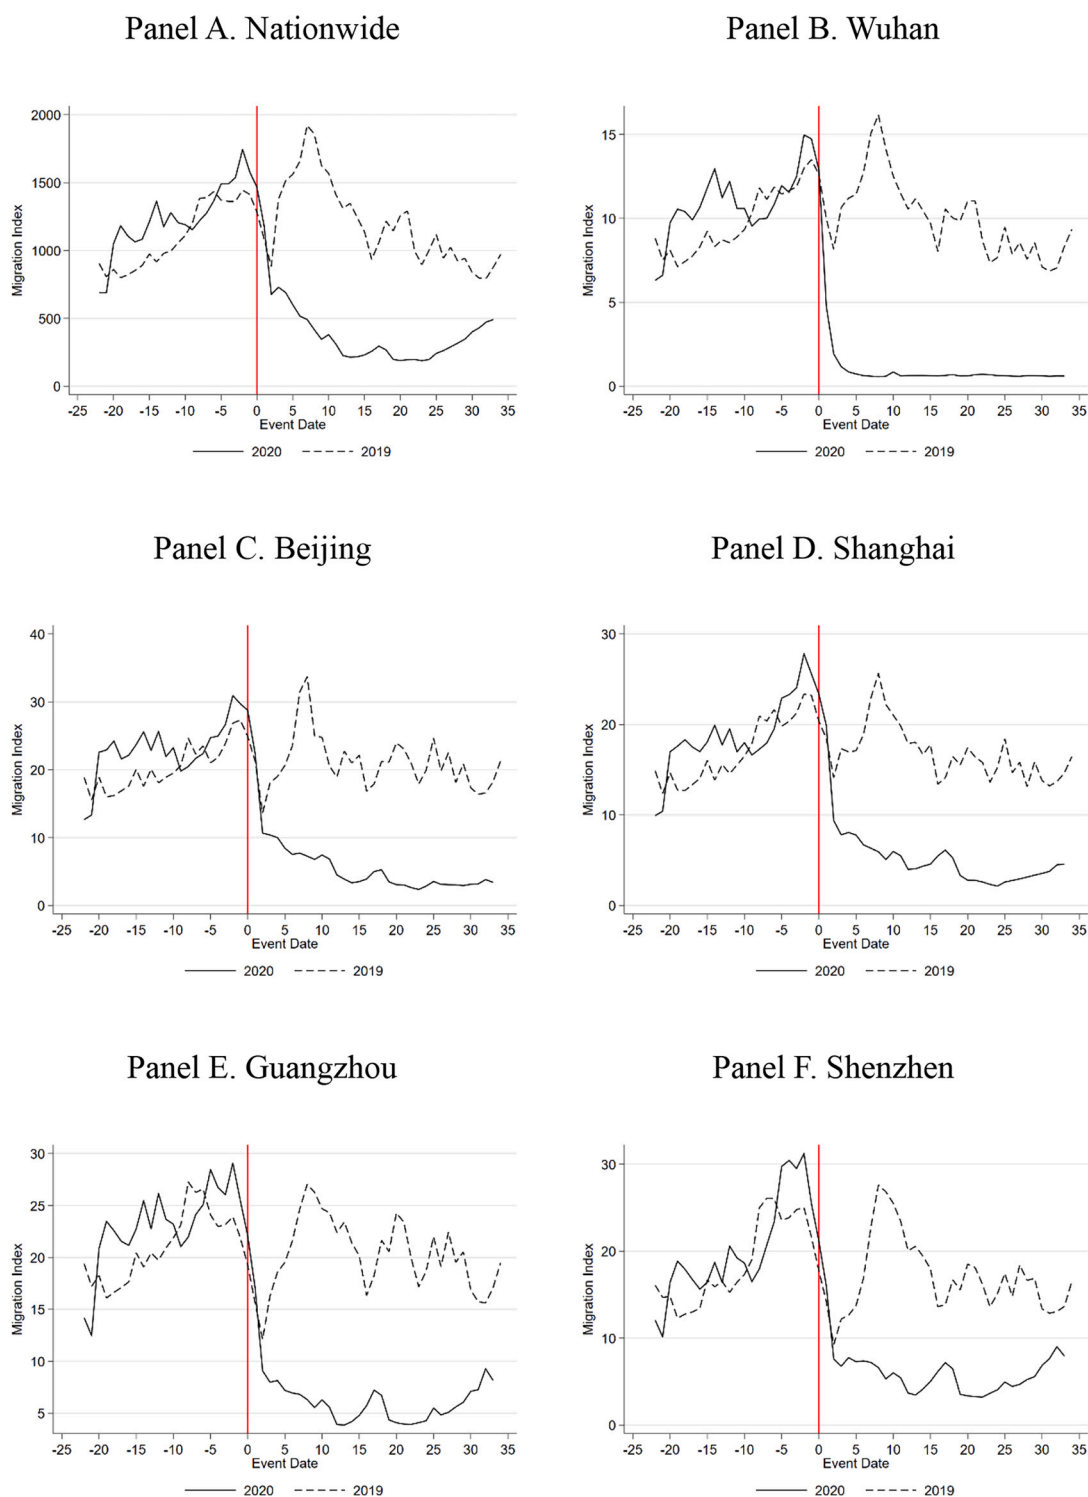 Panel A. Nationwide
Panel B. Wuhan
2000
1500
1000
500
0
Migration Index
-25 -20 -15 -10 -5 0 5 10 15 20 25 30 35
Event Date
2020 2019
15
10
5
0
Migration Index
-25 -20 -15 -10 -5 0 5 10 15 20 25 30 35
Event Date
2020 2019
Panel C. Beijing
Panel D. Shanghai
40
30
20
10
0
Migration Index
-25 -20 -15 -10 -5 0 5 10 15 20 25 30 35
Event Date
2020 2019
30
20
10
0
Migration Index
-25 -20 -15 -10 -5 0 5 10 15 20 25 30 35
Event Date
2020 2019
Panel E. Guangzhou
Panel F. Shenzhen
30
25
20
15
10
5
Migration Index
-25 -20 -15 -10 -5 0 5 10 15 20 25 30 35
Event Date
2020 2019
30
20
10
0
Migration Index
-25 -20 -15 -10 -5 0 5 10 15 20 25 30 35
Event Date
2020 2019